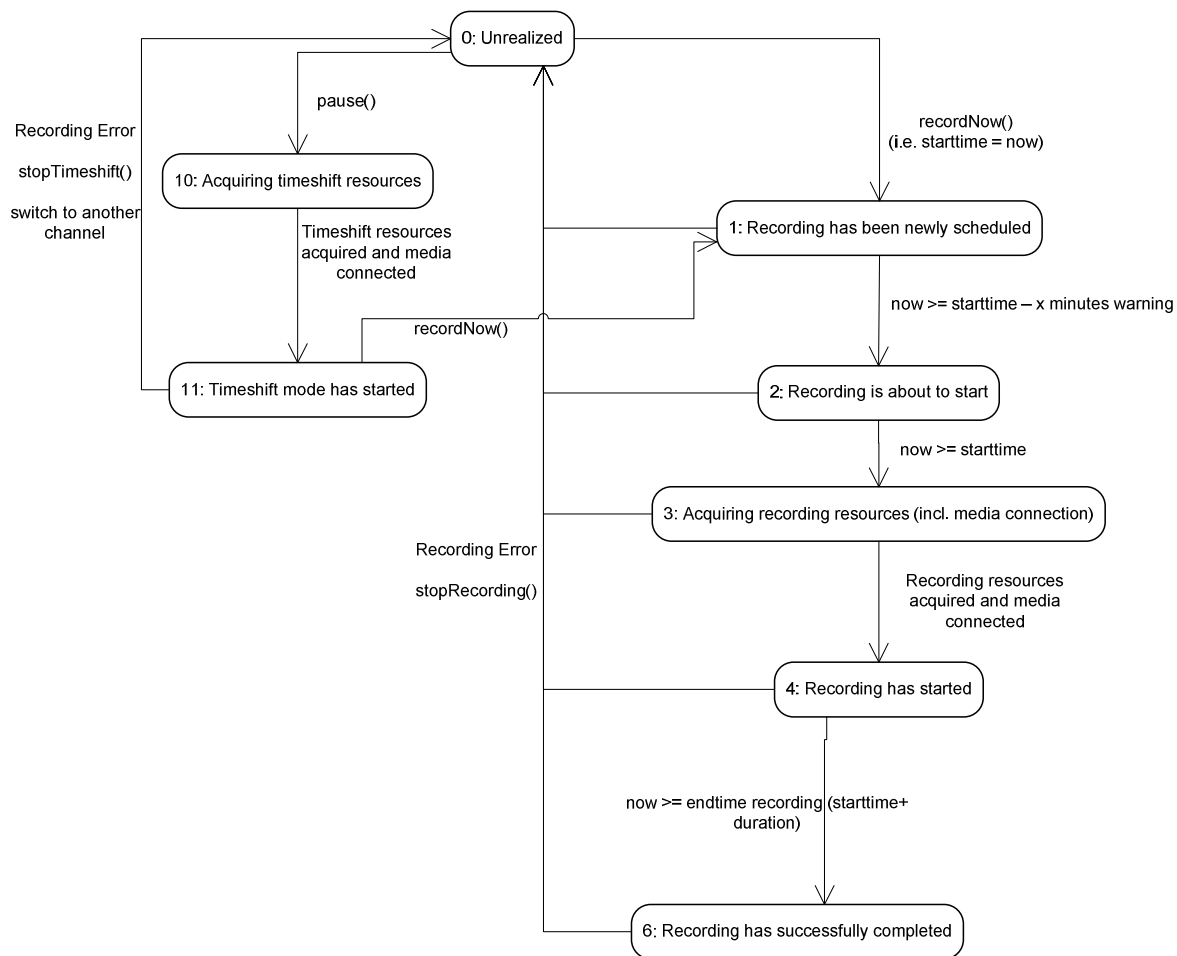 0: Unrealized
pause()
Recording Error
stopTimeshift()
switch to another
channel
recordNow()
(i.e. starttime = now)
10: Acquiring timeshift resources
Timeshift resources
acquired and media
connected
1: Recording has been newly scheduled
recordNow()
now >= starttime – x minutes warning
11: Timeshift mode has started
2: Recording is about to start
now >= starttime
3: Acquiring recording resources (incl. media connection)
Recording Error
stopRecording()
Recording resources
acquired and media
connected
4: Recording has started
now >= endtime recording (starttime+
duration)
6: Recording has successfully completed